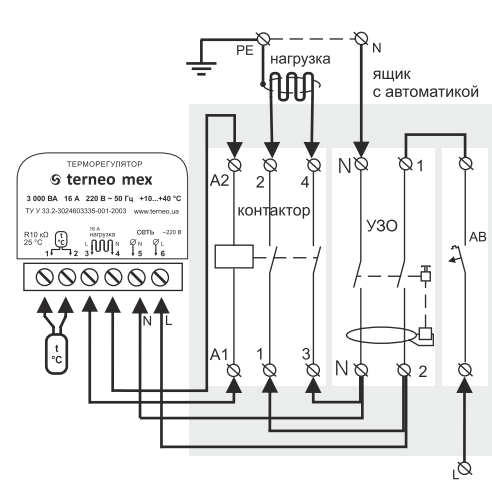 PE
N
нагрузка
ящик
с автоматикой
ТЕРМОРЕГУЛЯТОР
terneo mex
3 000 ВА 16 А 220 В ~ 50 Гц +10...+40 °С
ТУ У 33.2-3024603335-001-2003 www.terneo.ua
R10 кΩ
25 °С
t
°С
1 2
16 А
нагрузка
L N
3 4
сеть ~220 В
N L
5 6
A2
2
4
N
1
контактор
УЗО
АВ
A1
1
3
N
2
N
L
t
°С
L